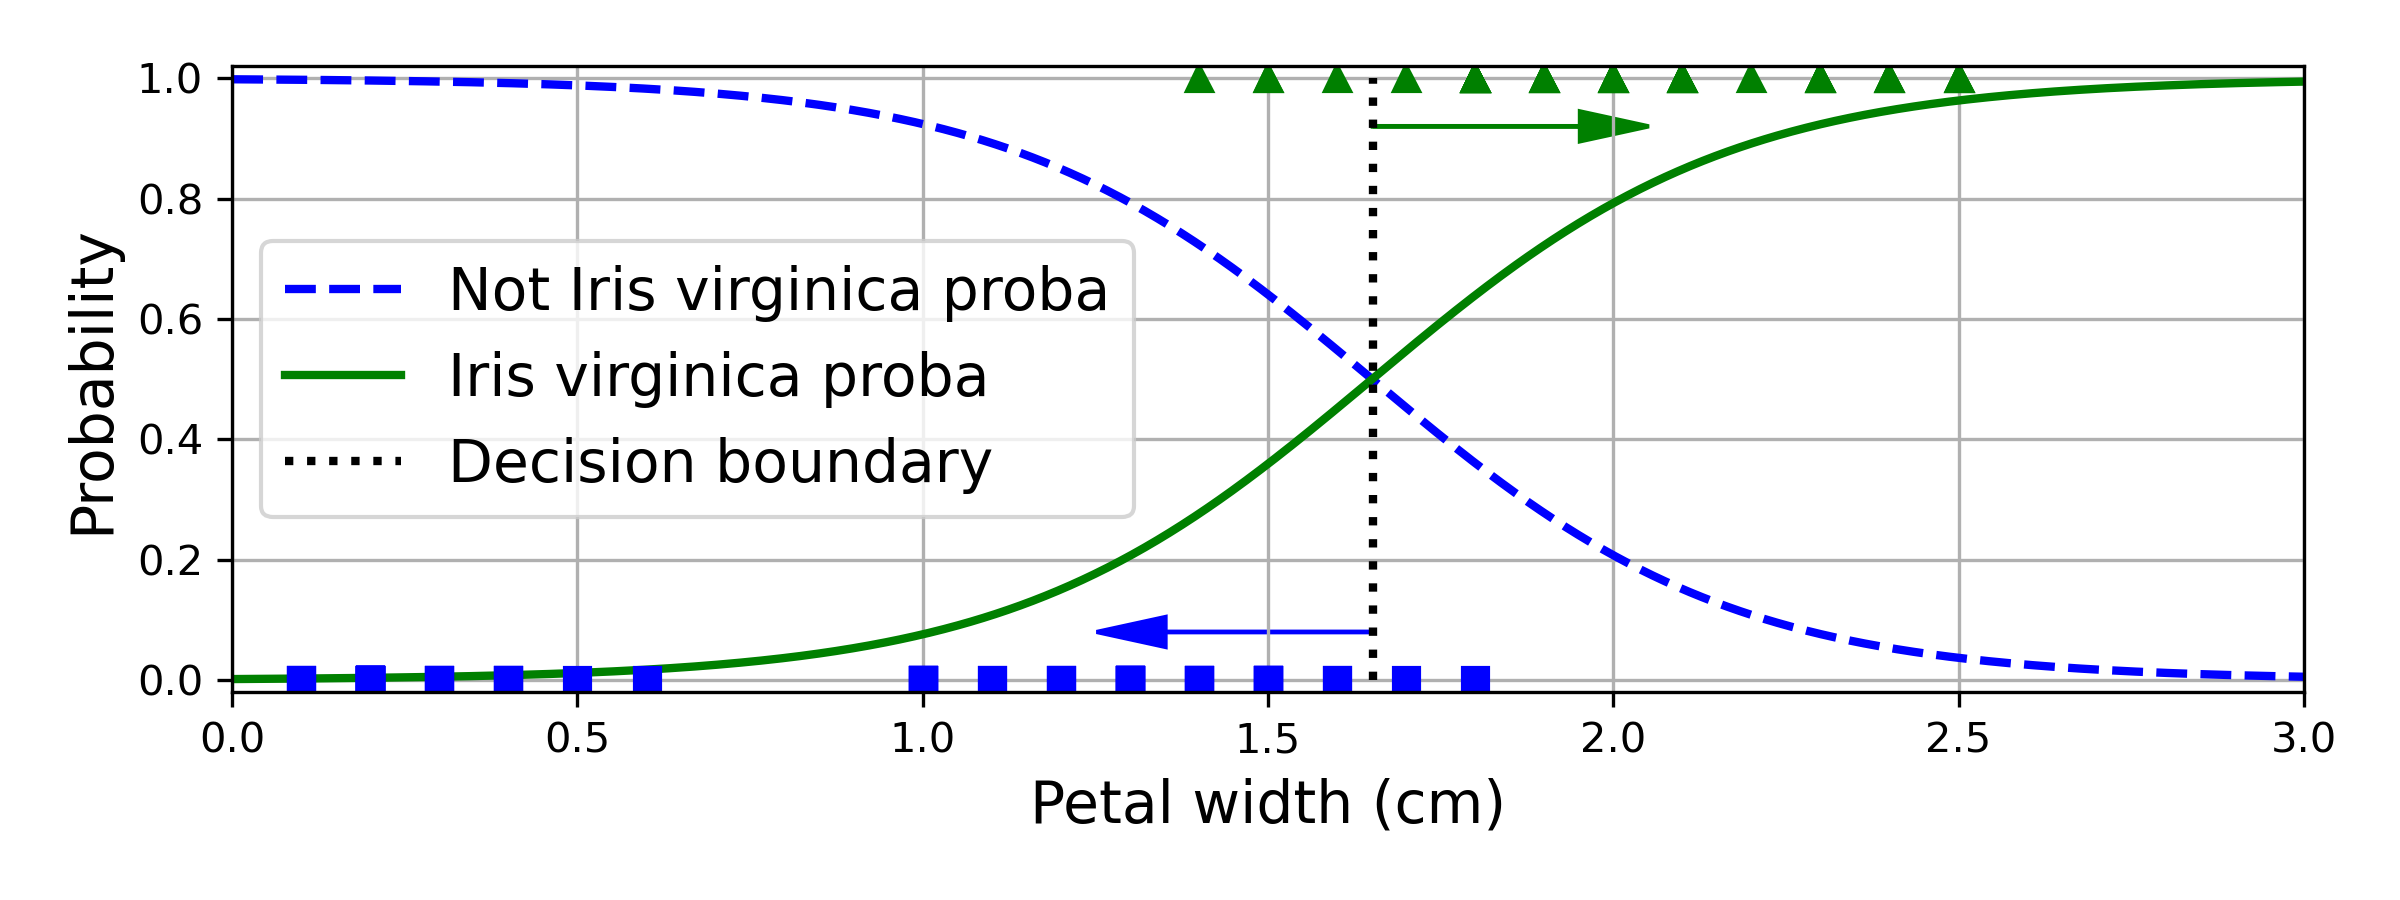 1.0
0.8
0.6
0.4
0.2
0.0
Probability
Not Iris virginica proba
Iris virginica proba
Decision boundary
0.0 0.5 1.0 1.5 2.0 2.5 3.0
Petal width (cm)